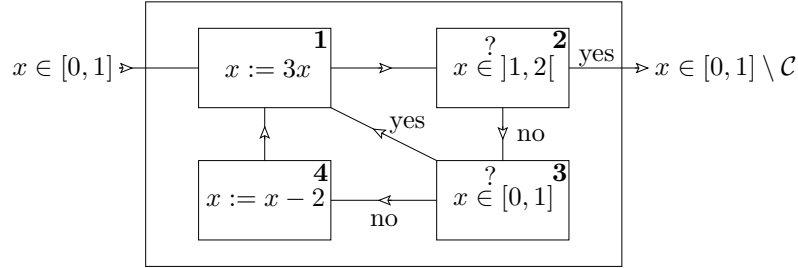 1
2
x ∈ [0, 1]
x := 3x
x ∈? ]1, 2[
yes
x ∈ [0, 1] \ 𝒞
yes
no
4
3
x := x − 2
x ∈? [0, 1]
no